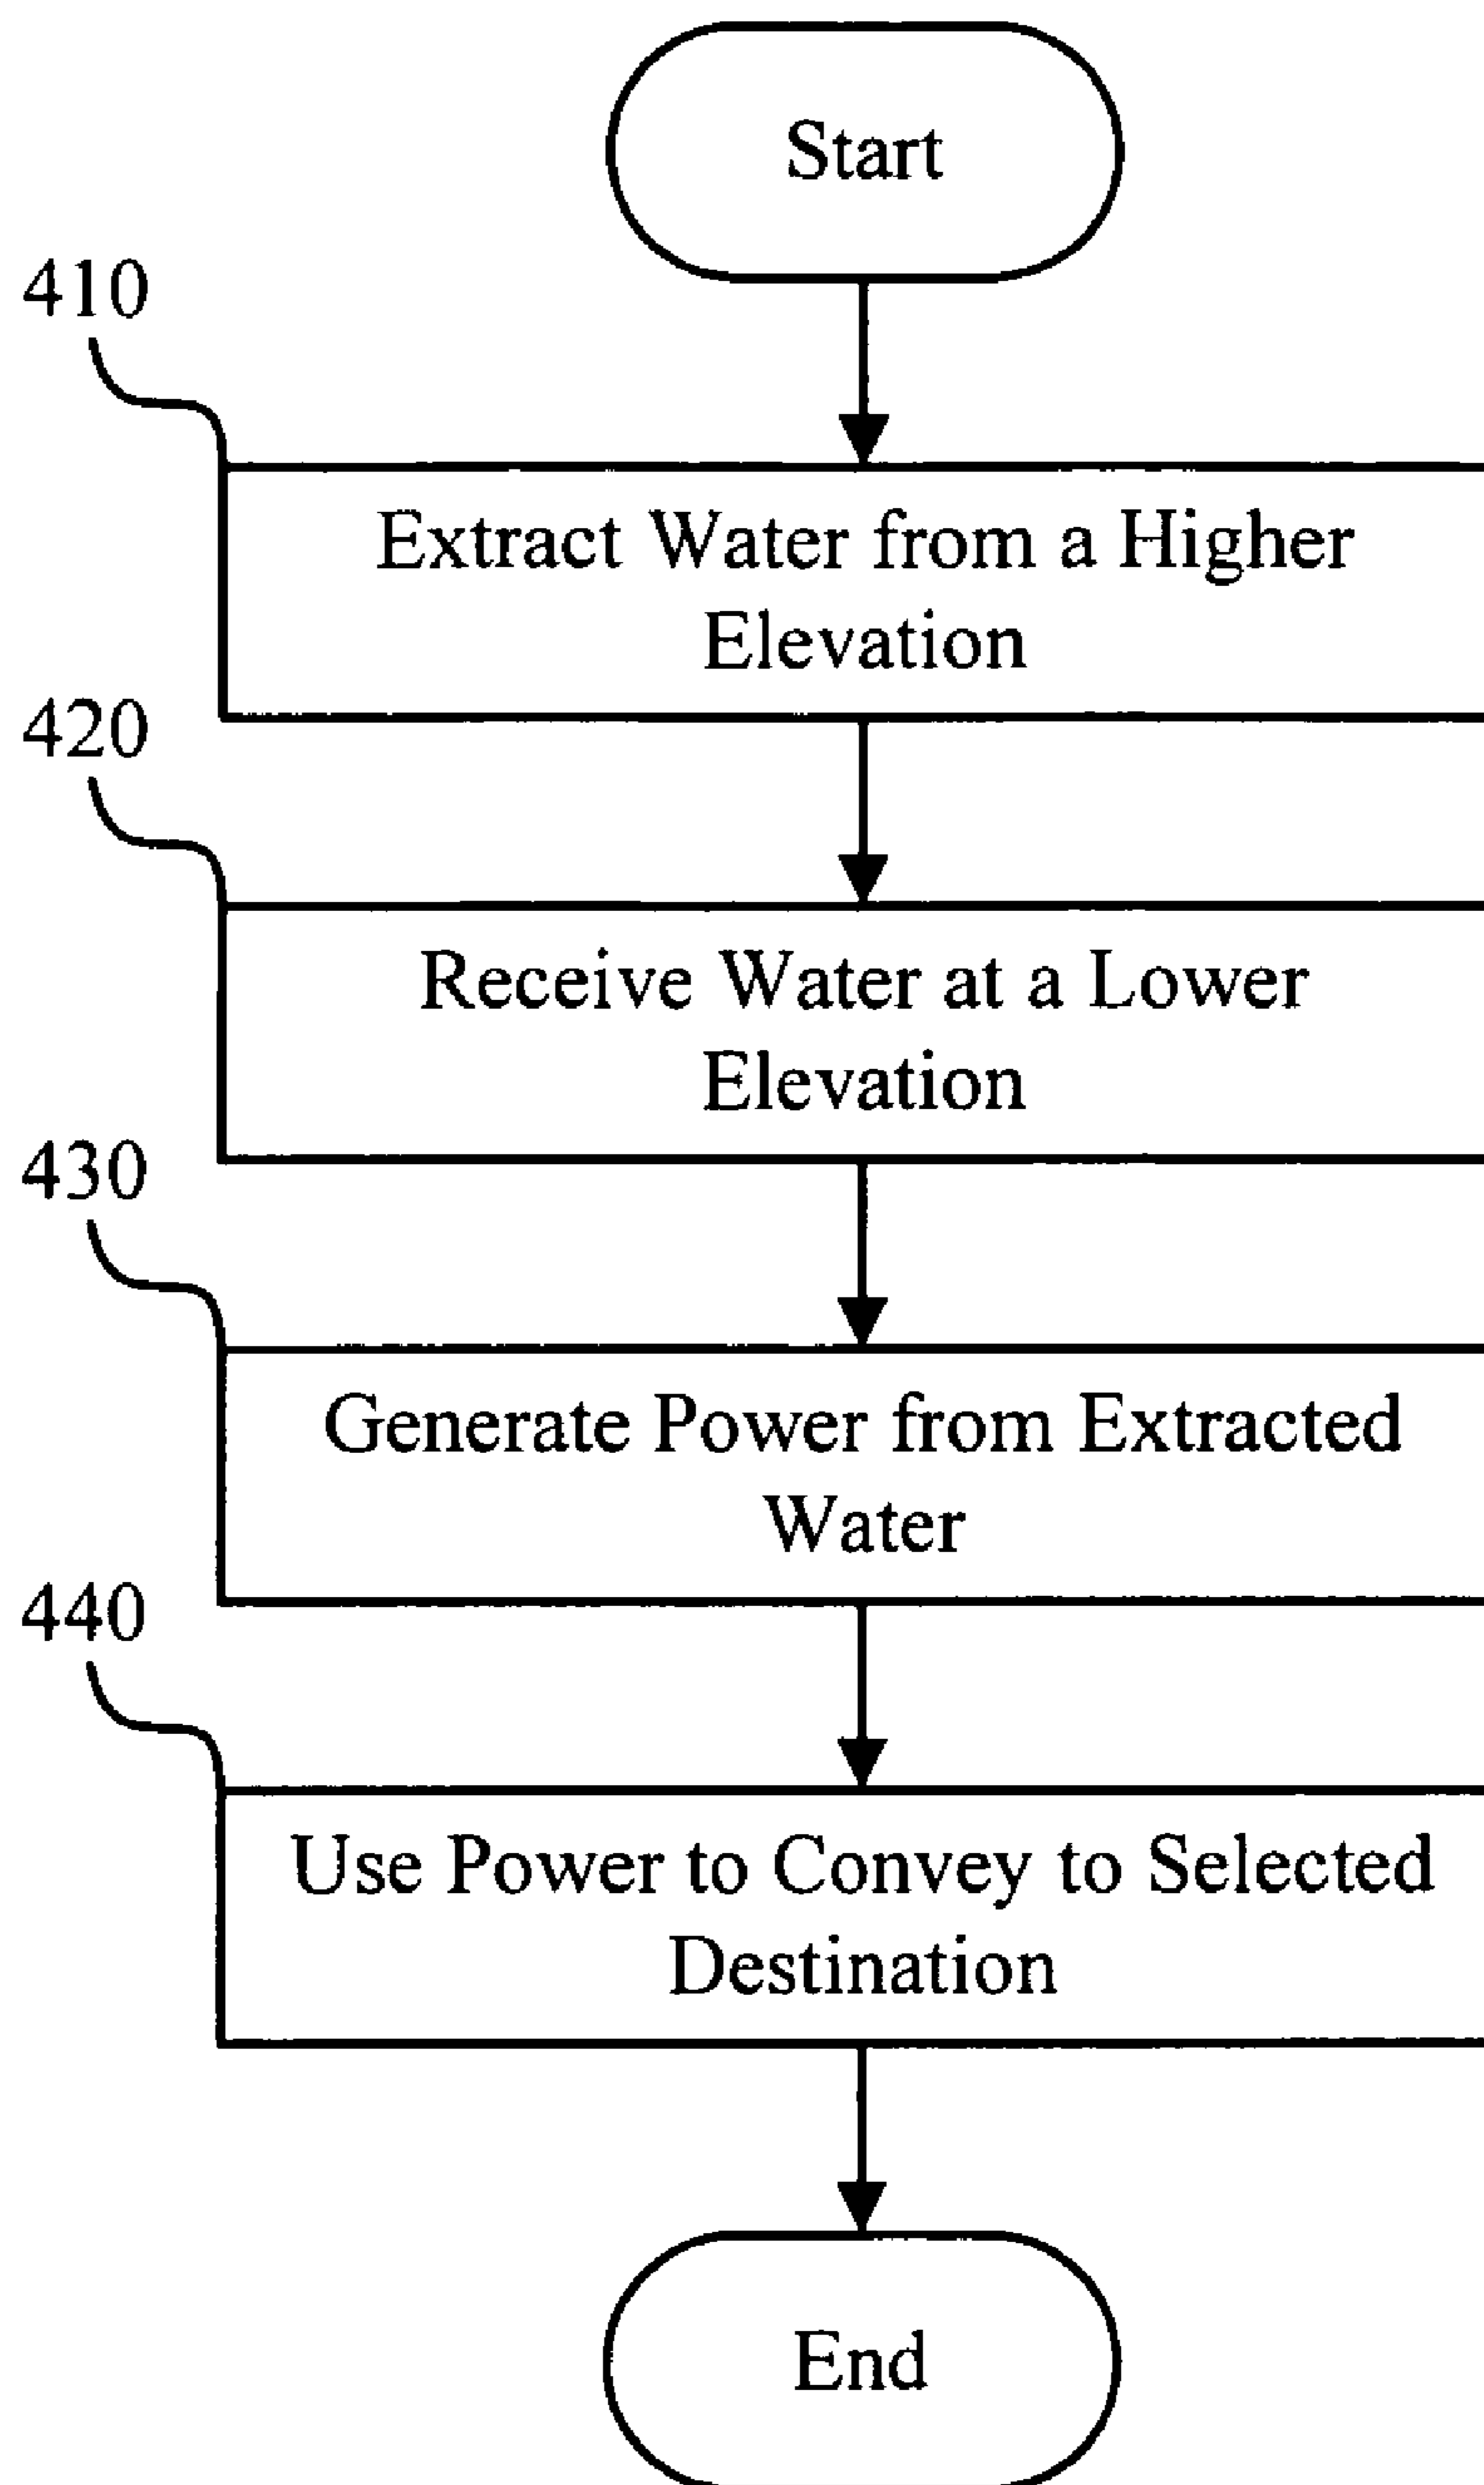 Start
410
Extract Water from a Higher
Elevation
420
Receive Water at a Lower
Elevation
430
Generate Power from Extracted
Water
440
Use Power to Convey to Selected
Destination
End